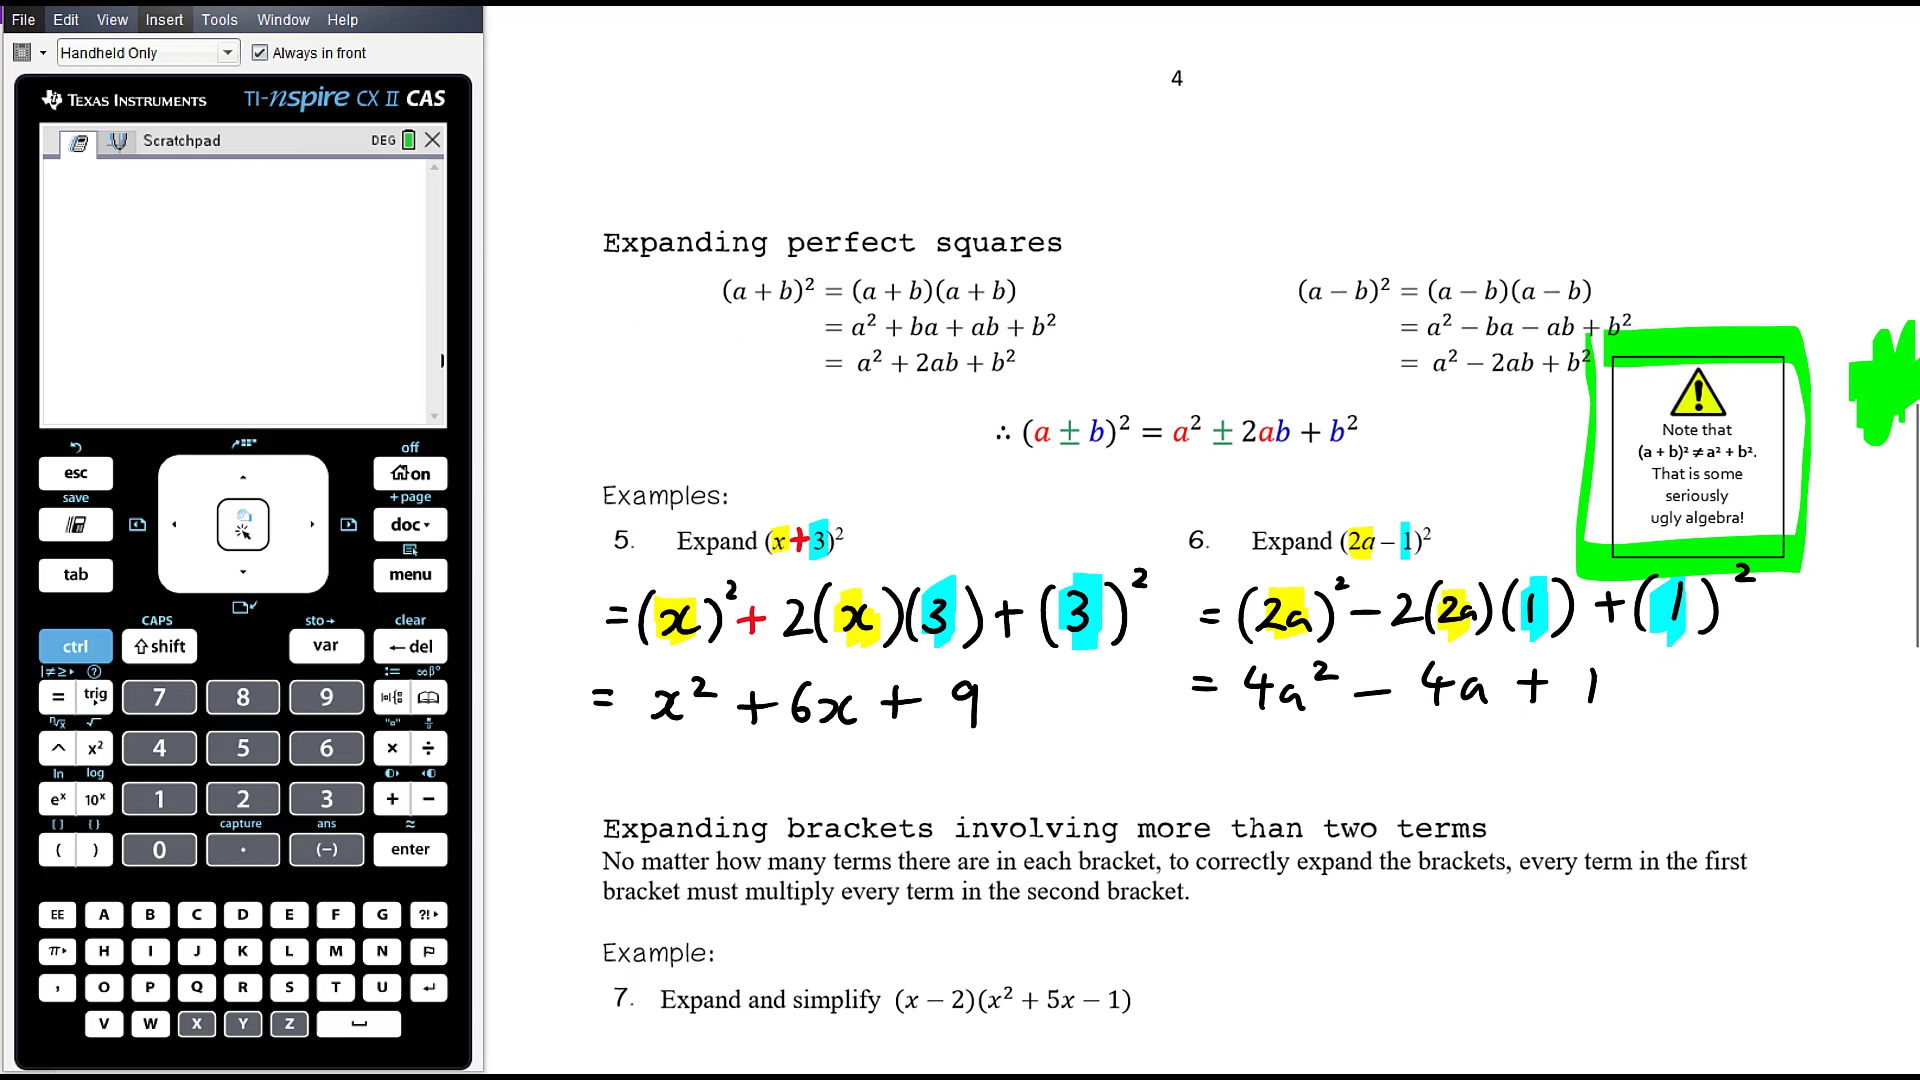 File Edit View Insert Tools Window Help
Handheld Only Always in front
TEXAS INSTRUMENTS TI-nspire CX II CAS
Scratchpad DEG
off
esc on
save + page
doc
tab menu
CAPS sto→ clear
ctrl ⇧shift var ←del
|≠≥▸ ? := ∞β°
= trig 7 8 9
ⁿ√x √ "▫"
^ x² 4 5 6 × ÷
ln log
eˣ 10ˣ 1 2 3 + −
[ ] { } capture ans ≈
( ) 0 . (−) enter
EE A B C D E F G ?!▸
π▸ H I J K L M N
, O P Q R S T U ↵
V W X Y Z
4
Expanding perfect squares
(a + b)² = (a + b)(a + b)
= a² + ba + ab + b²
= a² + 2ab + b²
(a − b)² = (a − b)(a − b)
= a² − ba − ab + b²
= a² − 2ab + b²
∴ (a ± b)² = a² ± 2ab + b²
Note that
(a + b)² ≠ a² + b².
That is some
seriously
ugly algebra!
Examples:
5. Expand (x + 3)²
= (x)² + 2(x)(3) + (3)²
= x² + 6x + 9
6. Expand (2a – 1)²
= (2a)² − 2(2a)(1) + (1)²
= 4a² − 4a + 1
Expanding brackets involving more than two terms
No matter how many terms there are in each bracket, to correctly expand the brackets, every term in the first
bracket must multiply every term in the second bracket.
Example:
7. Expand and simplify (x − 2)(x² + 5x − 1)